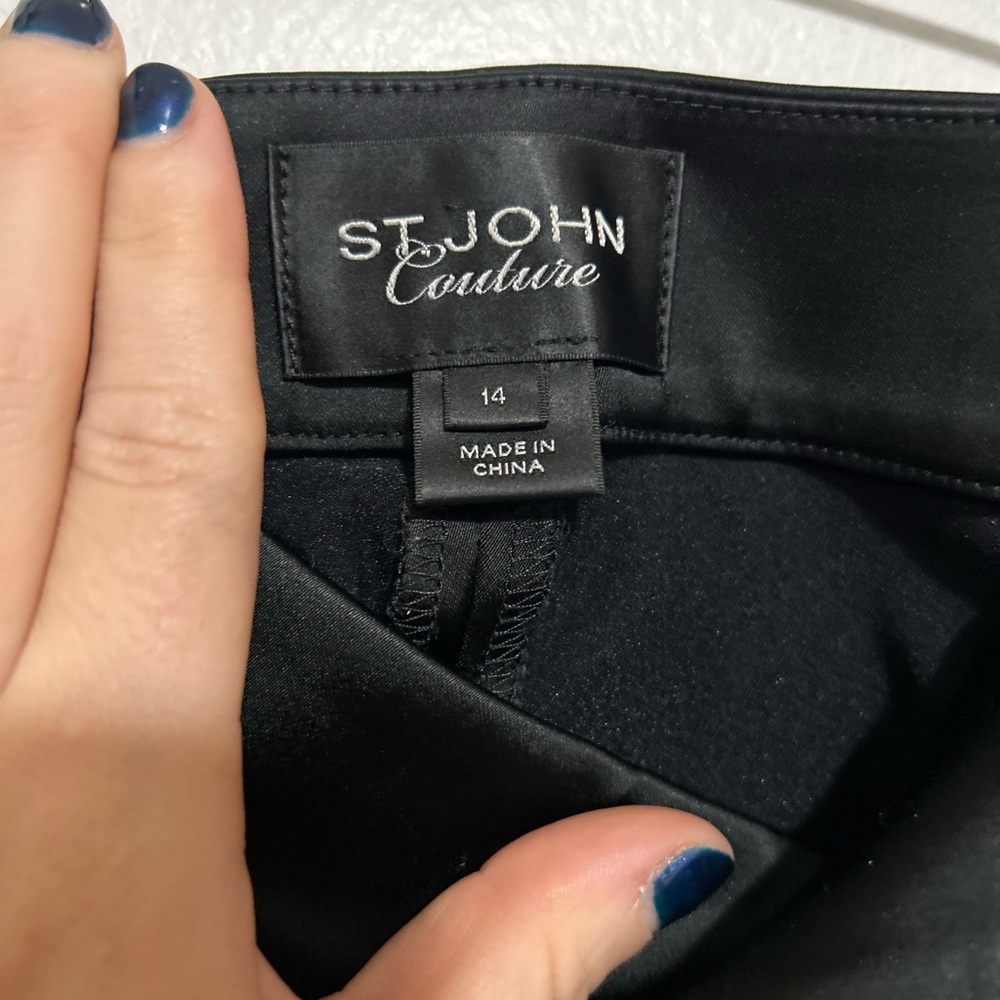 ST. JOHN
Couture
14
MADE IN
CHINA